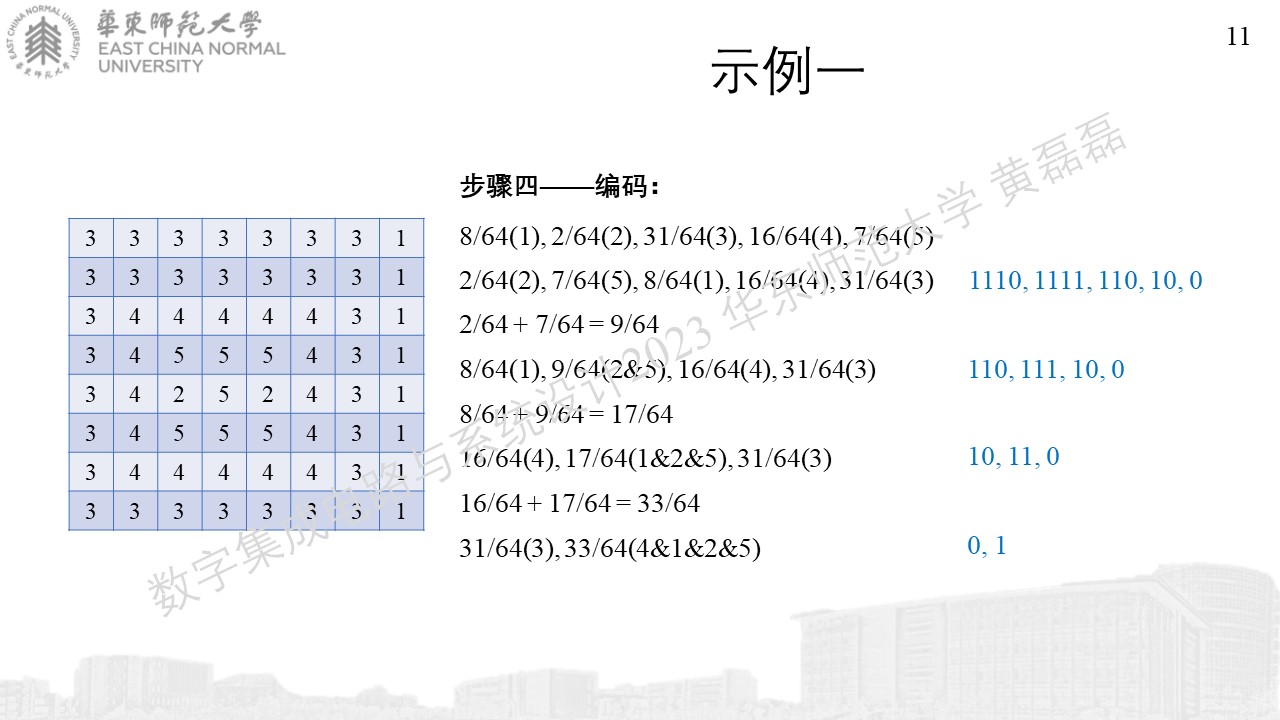 華東師範大學
EAST CHINA NORMAL
UNIVERSITY
EAST CHINA NORMAL UNIVERSITY
華東師範大學
11
示例一
步骤四——编码：
3 3 3 3 3 3 3 1
3 3 3 3 3 3 3 1
3 4 4 4 4 4 3 1
3 4 5 5 5 4 3 1
3 4 2 5 2 4 3 1
3 4 5 5 5 4 3 1
3 4 4 4 4 4 3 1
3 3 3 3 3 3 3 1
8/64(1), 2/64(2), 31/64(3), 16/64(4), 7/64(5)
2/64(2), 7/64(5), 8/64(1), 16/64(4), 31/64(3) 1110, 1111, 110, 10, 0
2/64 + 7/64 = 9/64
8/64(1), 9/64(2&5), 16/64(4), 31/64(3) 110, 111, 10, 0
8/64 + 9/64 = 17/64
16/64(4), 17/64(1&2&5), 31/64(3) 10, 11, 0
16/64 + 17/64 = 33/64
31/64(3), 33/64(4&1&2&5) 0, 1
数字集成电路与系统设计2023 华东师范大学 黄磊磊